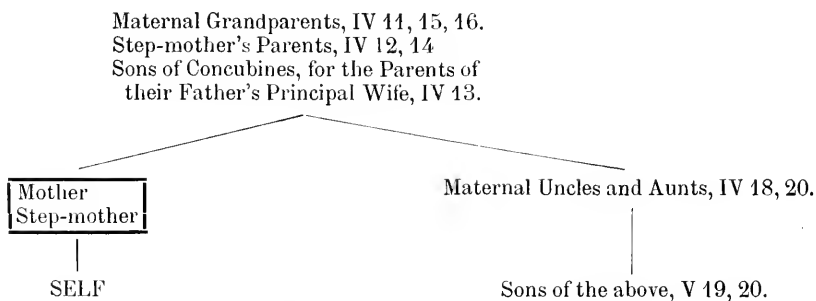 Maternal Grandparents, IV 11, 15, 16.
Step-mother's Parents, IV 12, 14
Sons of Concubines, for the Parents of
their Father's Principal Wife, IV 13.
Mother
Step-mother
Maternal Uncles and Aunts, IV 18, 20.
SELF
Sons of the above, V 19, 20.